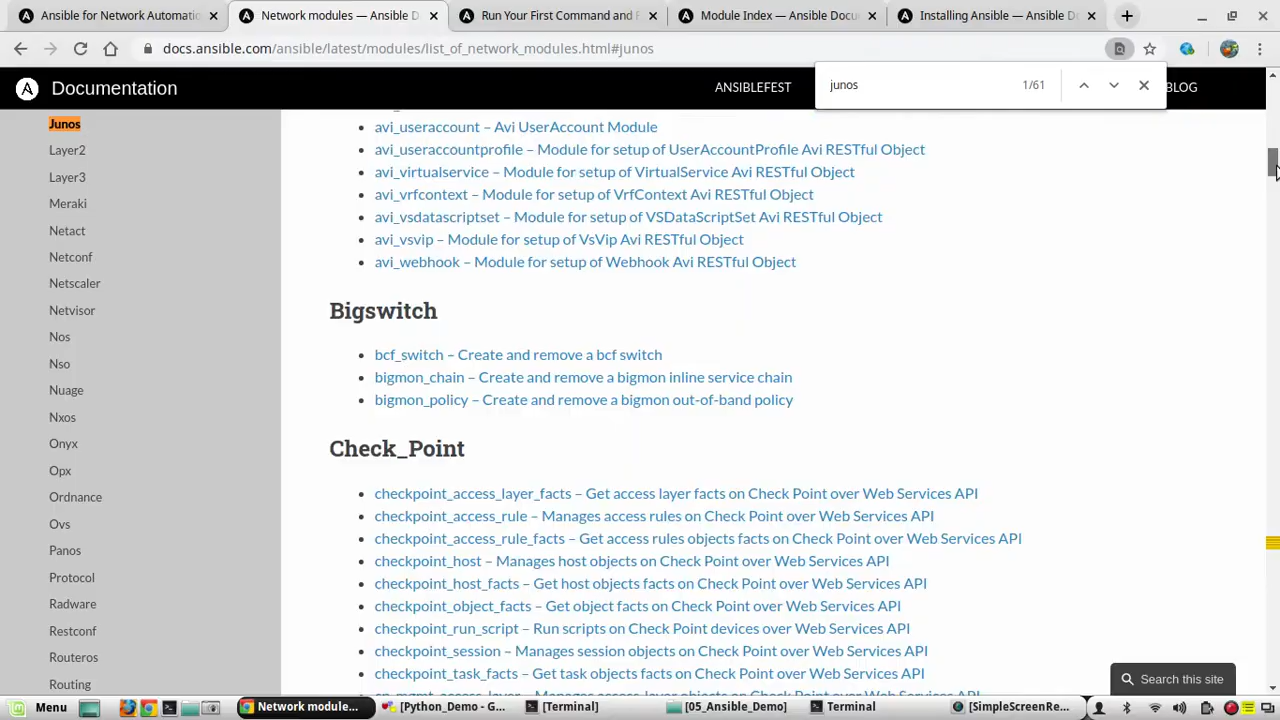 Ansible for Network Automati
Network modules — Ansible D
Run Your First Command and
Module Index — Ansible Docu
Installing Ansible — Ansible D
docs.ansible.com/ansible/latest/modules/list_of_network_modules.html#junos
Documentation
ANSIBLEFEST
junos
1/61
BLOG
Junos
Layer2
Layer3
Meraki
Netact
Netconf
Netscaler
Netvisor
Nos
Nso
Nuage
Nxos
Onyx
Opx
Ordnance
Ovs
Panos
Protocol
Radware
Restconf
Routeros
Routing
avi_useraccount – Avi UserAccount Module
avi_useraccountprofile – Module for setup of UserAccountProfile Avi RESTful Object
avi_virtualservice – Module for setup of VirtualService Avi RESTful Object
avi_vrfcontext – Module for setup of VrfContext Avi RESTful Object
avi_vsdatascriptset – Module for setup of VSDataScriptSet Avi RESTful Object
avi_vsvip – Module for setup of VsVip Avi RESTful Object
avi_webhook – Module for setup of Webhook Avi RESTful Object
Bigswitch
bcf_switch – Create and remove a bcf switch
bigmon_chain – Create and remove a bigmon inline service chain
bigmon_policy – Create and remove a bigmon out-of-band policy
Check_Point
checkpoint_access_layer_facts – Get access layer facts on Check Point over Web Services API
checkpoint_access_rule – Manages access rules on Check Point over Web Services API
checkpoint_access_rule_facts – Get access rules objects facts on Check Point over Web Services API
checkpoint_host – Manages host objects on Check Point over Web Services API
checkpoint_host_facts – Get host objects facts on Check Point over Web Services API
checkpoint_object_facts – Get object facts on Check Point over Web Services API
checkpoint_run_script – Run scripts on Check Point devices over Web Services API
checkpoint_session – Manages session objects on Check Point over Web Services API
checkpoint_task_facts – Get task objects facts on Check Point over Web Services API
cp_mgmt_access_layer – Manages access-layer objects on Check Point over Web Services API
Search this site
Menu
Network module...
[Python_Demo - G...
[Terminal]
[05_Ansible_Demo]
Terminal
[SimpleScreenRe...